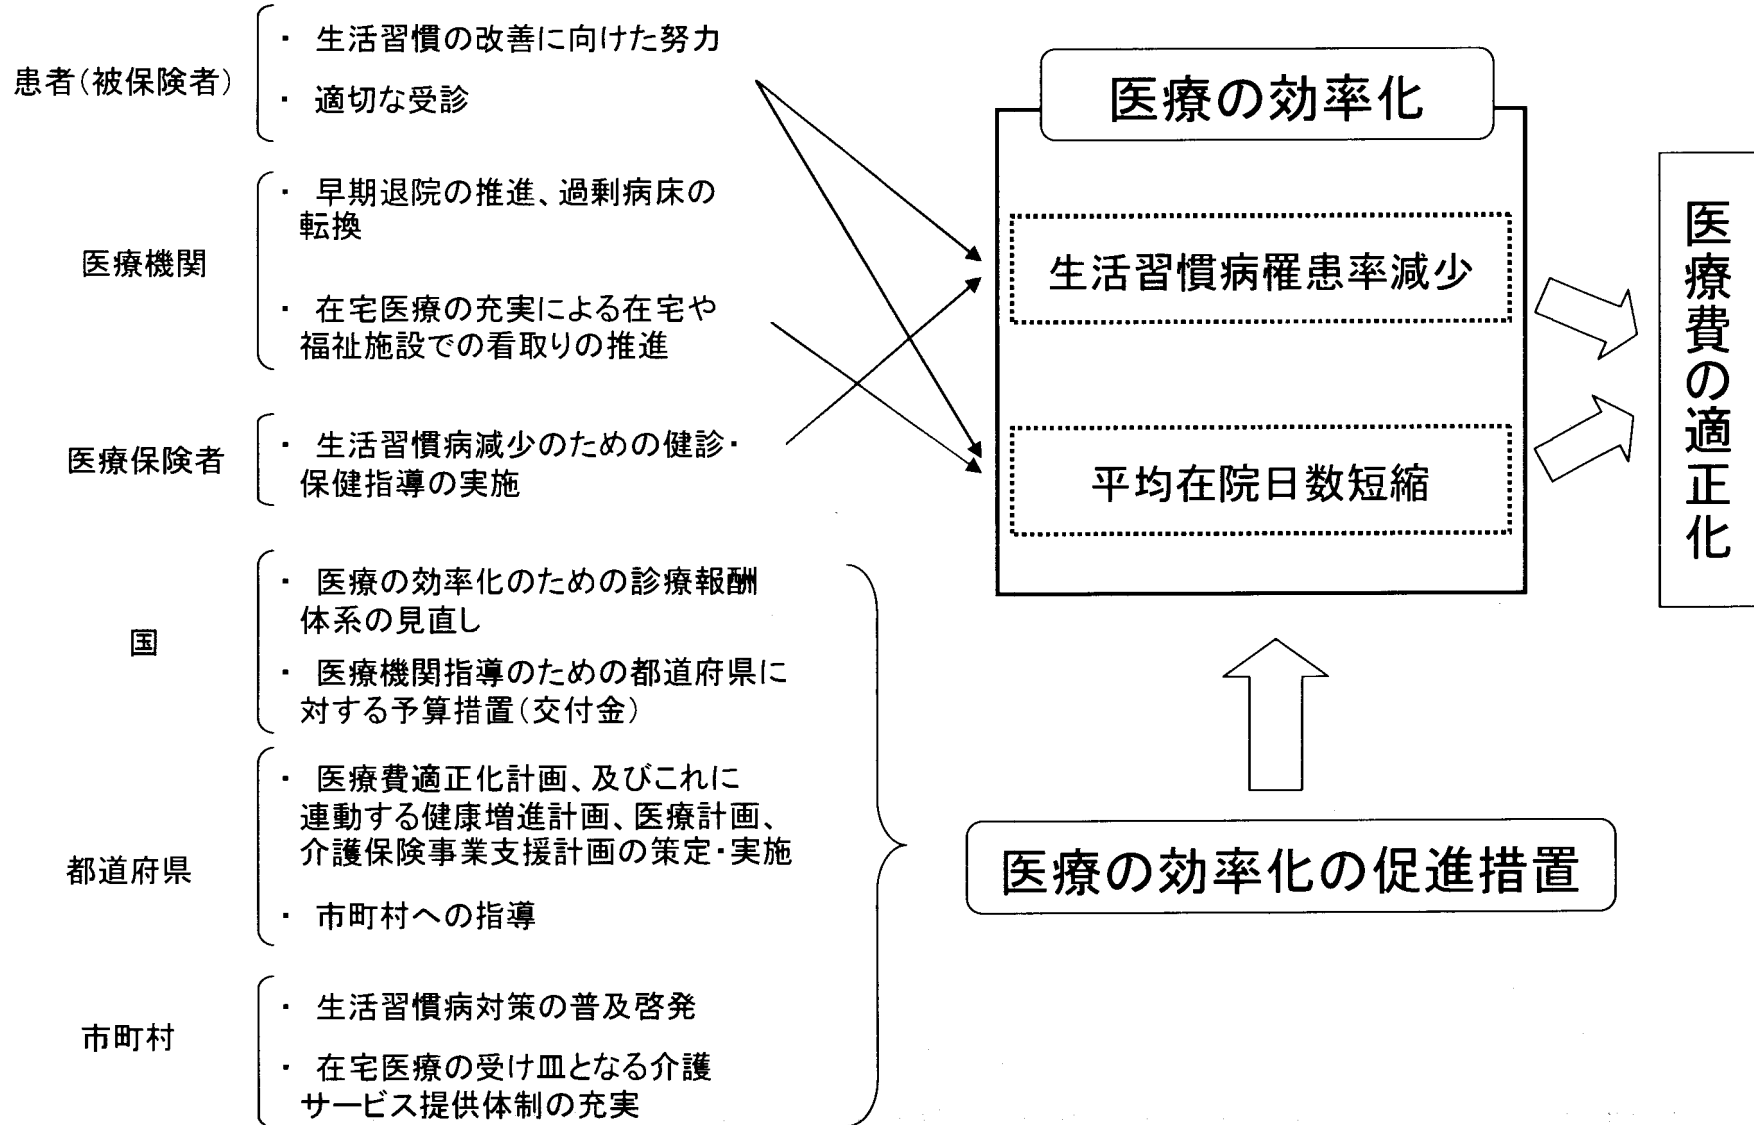 患者(被保険者)
・ 生活習慣の改善に向けた努力
・ 適切な受診
医療機関
・ 早期退院の推進、過剰病床の
転換
・ 在宅医療の充実による在宅や
福祉施設での看取りの推進
医療保険者
・ 生活習慣病減少のための健診・
保健指導の実施
国
・ 医療の効率化のための診療報酬
体系の見直し
・ 医療機関指導のための都道府県に
対する予算措置(交付金)
都道府県
・ 医療費適正化計画、及びこれに
連動する健康増進計画、医療計画、
介護保険事業支援計画の策定・実施
・ 市町村への指導
市町村
・ 生活習慣病対策の普及啓発
・ 在宅医療の受け皿となる介護
サービス提供体制の充実
医療の効率化
生活習慣病罹患率減少
平均在院日数短縮
医療の効率化の促進措置
医療費の適正化